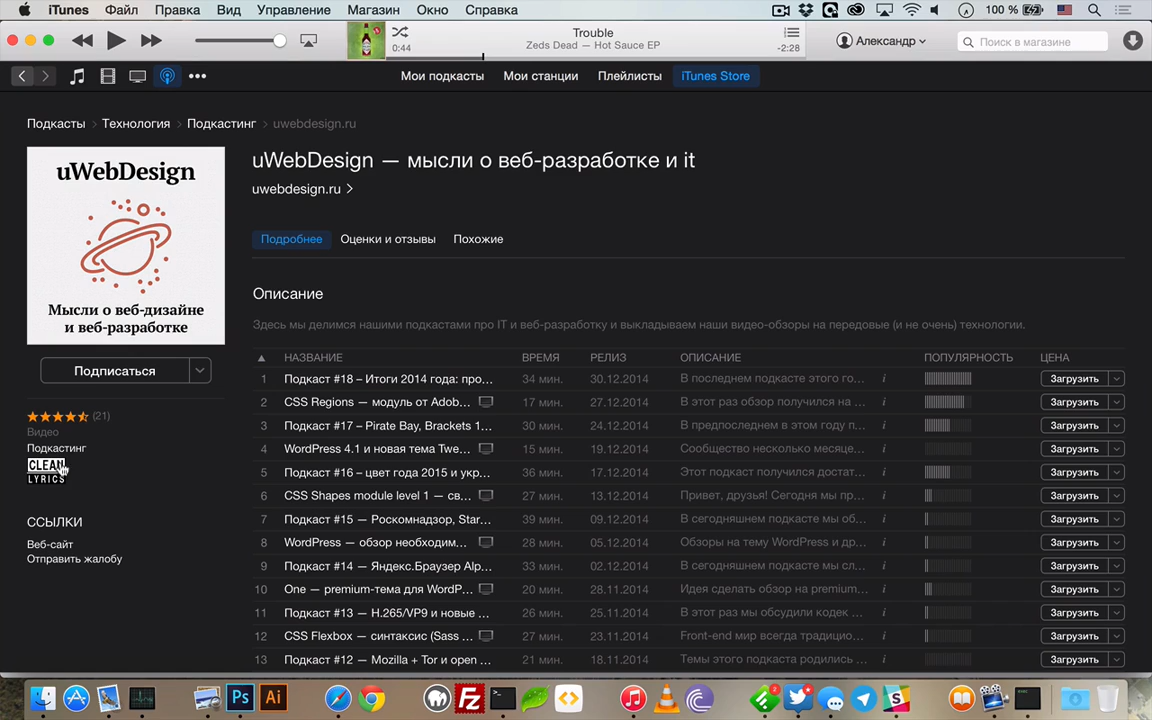 iTunes Файл Правка Вид Управление Магазин Окно Справка 100 %
Trouble
Zeds Dead — Hot Sauce EP
0:44
-2:28
Александр
Поиск в магазине
Мои подкасты Мои станции Плейлисты iTunes Store
Подкасты > Технология > Подкастинг > uwebdesign.ru
uWebDesign
Мысли о веб-дизайне
и веб-разработке
Подписаться
(21)
Видео
Подкастинг
CLEAN
LYRICS
ССЫЛКИ
Веб-сайт
Отправить жалобу
uWebDesign — мысли о веб-разработке и it
uwebdesign.ru >
Подробнее Оценки и отзывы Похожие
Описание
Здесь мы делимся нашими подкастами про IT и веб-разработку и выкладываем наши видео-обзоры на передовые (и не очень) технологии.
НАЗВАНИЕ ВРЕМЯ РЕЛИЗ ОПИСАНИЕ ПОПУЛЯРНОСТЬ ЦЕНА
1 Подкаст #18 – Итоги 2014 года: про... 34 мин. 30.12.2014 В последнем подкасте этого го... i Загрузить
2 CSS Regions — модуль от Adob... 17 мин. 27.12.2014 В этот раз обзор получился на ... i Загрузить
3 Подкаст #17 – Pirate Bay, Brackets 1... 30 мин. 24.12.2014 В предпоследнем в этом году п... i Загрузить
4 WordPress 4.1 и новая тема Twe... 15 мин. 19.12.2014 Сообщество несколько месяце... i Загрузить
5 Подкаст #16 – цвет года 2015 и укр... 36 мин. 17.12.2014 Этот подкаст получился достат... i Загрузить
6 CSS Shapes module level 1 — св... 27 мин. 13.12.2014 Привет, друзья! Сегодня мы пр... i Загрузить
7 Подкаст #15 – Роскомнадзор, Star... 39 мин. 09.12.2014 В сегодняшнем подкасте мы об... i Загрузить
8 WordPress — обзор необходим... 28 мин. 05.12.2014 Обзоры на тему WordPress и др... i Загрузить
9 Подкаст #14 – Яндекс.Браузер Alp... 33 мин. 02.12.2014 В сегодняшнем подкасте мы сл... i Загрузить
10 One – premium-тема для WordP... 20 мин. 28.11.2014 Идея сделать обзор на premium... i Загрузить
11 Подкаст #13 – H.265/VP9 и новые ... 26 мин. 25.11.2014 В этот раз мы обсудили кодек ... i Загрузить
12 CSS Flexbox — синтаксис (Sass ... 27 мин. 23.11.2014 Front-end мир всегда традицио... i Загрузить
13 Подкаст #12 – Mozilla + Tor и open ... 21 мин. 18.11.2014 Темы этого подкаста родились ... i Загрузить
Ps Ai Fz